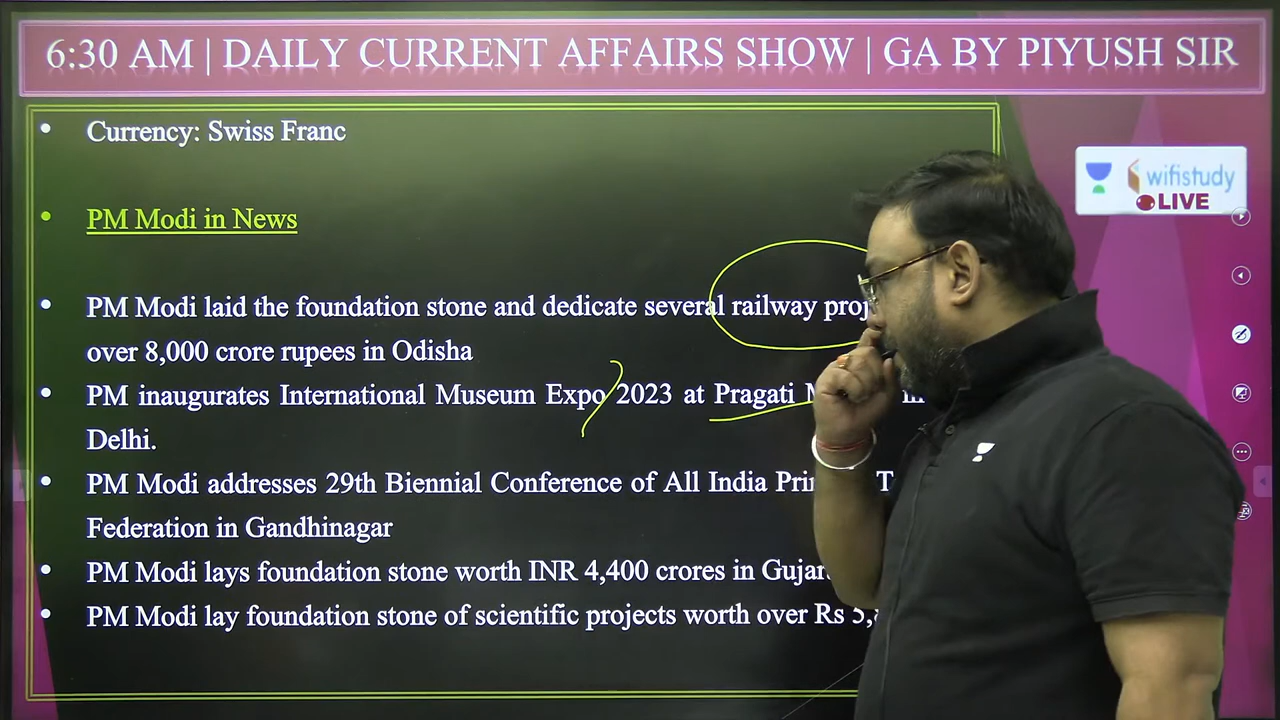 6:30 AM | DAILY CURRENT AFFAIRS SHOW | GA BY PIYUSH SIR
• Currency: Swiss Franc
wifistudy
LIVE
• PM Modi in News
• PM Modi laid the foundation stone and dedicate several railway
over 8,000 crore rupees in Odisha
• PM inaugurates International Museum Expo 2023 at Pragati
Delhi.
• PM Modi addresses 29th Biennial Conference of All India
Federation in Gandhinagar
• PM Modi lays foundation stone worth INR 4,400 crores in
• PM Modi lay foundation stone of scientific projects worth over Rs